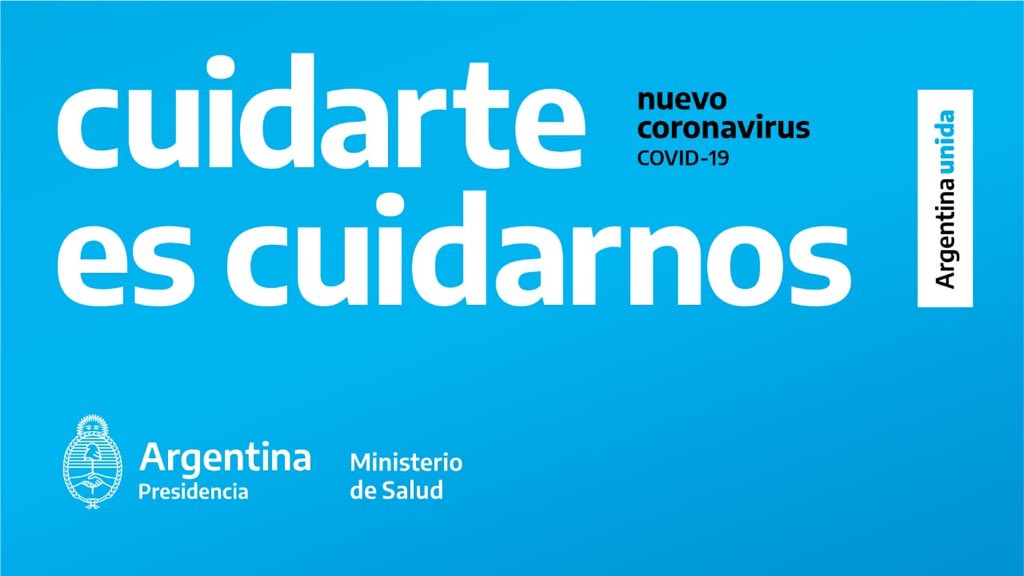 cuidarte
es cuidarnos
nuevo
coronavirus
COVID-19
Argentina unida
Argentina
Presidencia
Ministerio
de Salud